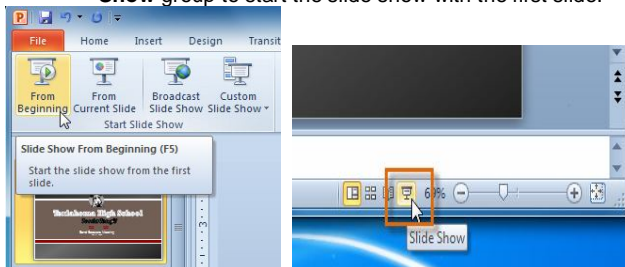 Show group to start the slide show with the first slide.
P
File Home Insert Design Transit
From Beginning
From Current Slide
Broadcast Slide Show
Custom Slide Show
Start Slide Show
Slide Show From Beginning (F5)
Start the slide show from the first
slide.
High School
3
69%
Slide Show